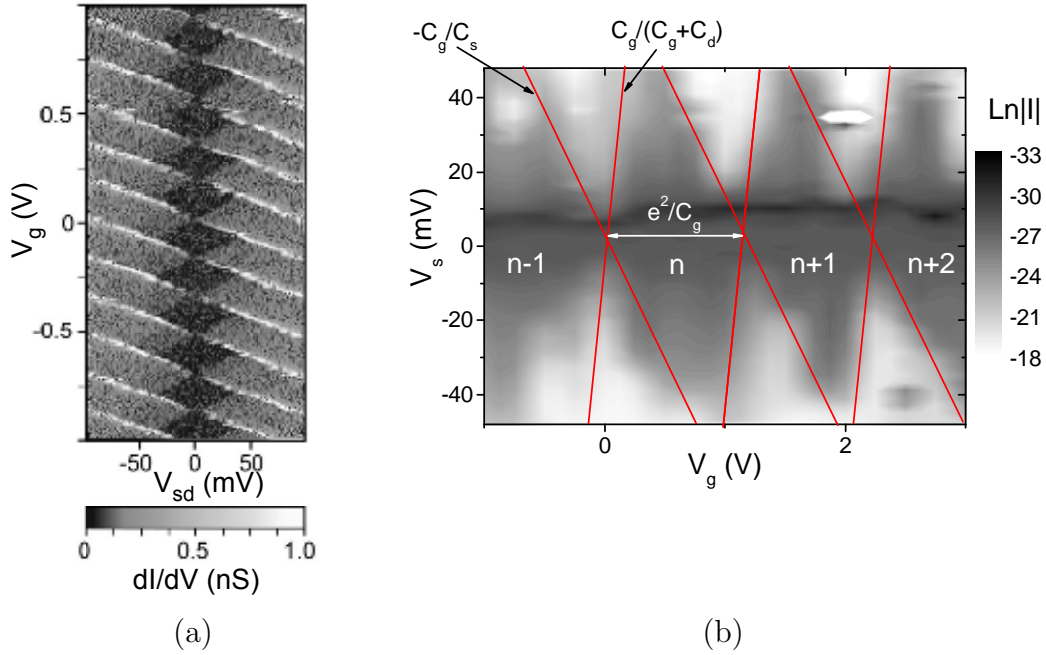 0.5
0
-0.5
V_g (V)
-50 0 50
V_sd (mV)
0 0.5 1.0
dI/dV (nS)
(a)
-C_g/C_s
C_g/(C_g+C_d)
40
20
0
-20
-40
V_s (mV)
e^2/C_g
n-1 n n+1 n+2
0 2
V_g (V)
Ln|I|
-33
-30
-27
-24
-21
-18
(b)